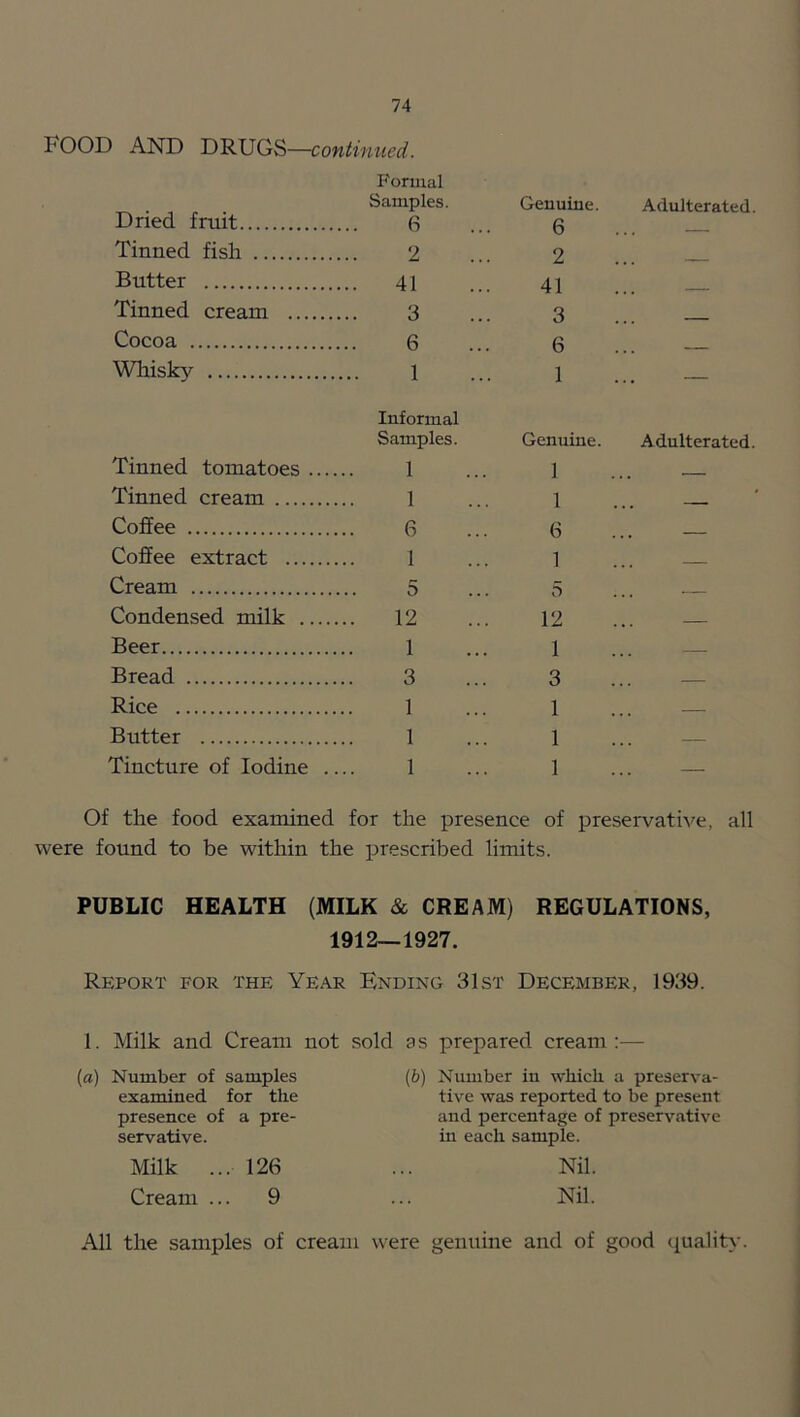 74
FOOD AND DRUGS—continued.
Formal
Samples. Genuine. Adulterated.
Dried fruit................ 6 ... 6 ... —
Tinned fish ............. 2 ... 2 ... —
Butter .................... 41 ... 41 ... —
Tinned cream ......... 3 ... 3 ... —
Cocoa ...................... 6 ... 6 ... —
Whisky .................... 1 ... 1 ... —
Informal
Samples. Genuine. Adulterated.
Tinned tomatoes ...... 1 ... 1 ... —
Tinned cream .......... 1 ... 1 ... —
Coffee ...................... 6 ... 6 ... —
Coffee extract ......... 1 ... 1 ... —
Cream ..................... 5 ... 5 ... —
Condensed milk ....... 12 ... 12 ... —
Beer......................... 1 ... 1 ... —
Bread ...................... 3 ... 3 ... —
Rice ........................ 1 ... 1 ... —
Butter ..................... 1 ... 1 ... —
Tincture of Iodine .... 1 ... 1 ... —
Of the food examined for the presence of preservative, all
were found to be within the prescribed limits.
PUBLIC HEALTH (MILK & CREAM) REGULATIONS,
1912—1927.
Report for the Year Ending 31st December, 1939.
1. Milk and Cream not sold as prepared cream :—
(a) Number of samples (b) Number in which a preserva-
examined for the tive was reported to be present
presence of a pre- and percentage of preservative
servative. in each sample.
Milk ... 126 ... Nil.
Cream ... 9 ... Nil.
All the samples of cream were genuine and of good quality.